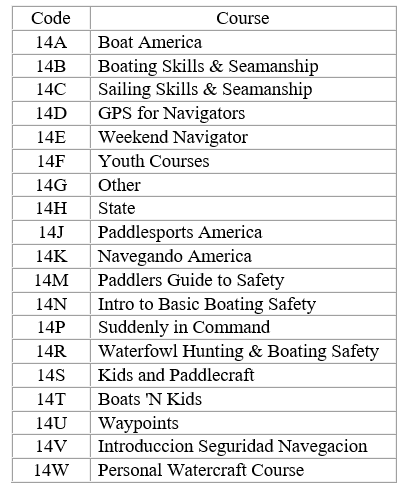 Code Course
14A Boat America
14B Boating Skills & Seamanship
14C Sailing Skills & Seamanship
14D GPS for Navigators
14E Weekend Navigator
14F Youth Courses
14G Other
14H State
14J Paddlesports America
14K Navegando America
14M Paddlers Guide to Safety
14N Intro to Basic Boating Safety
14P Suddenly in Command
14R Waterfowl Hunting & Boating Safety
14S Kids and Paddlecraft
14T Boats 'N Kids
14U Waypoints
14V Introduccion Seguridad Navegacion
14W Personal Watercraft Course